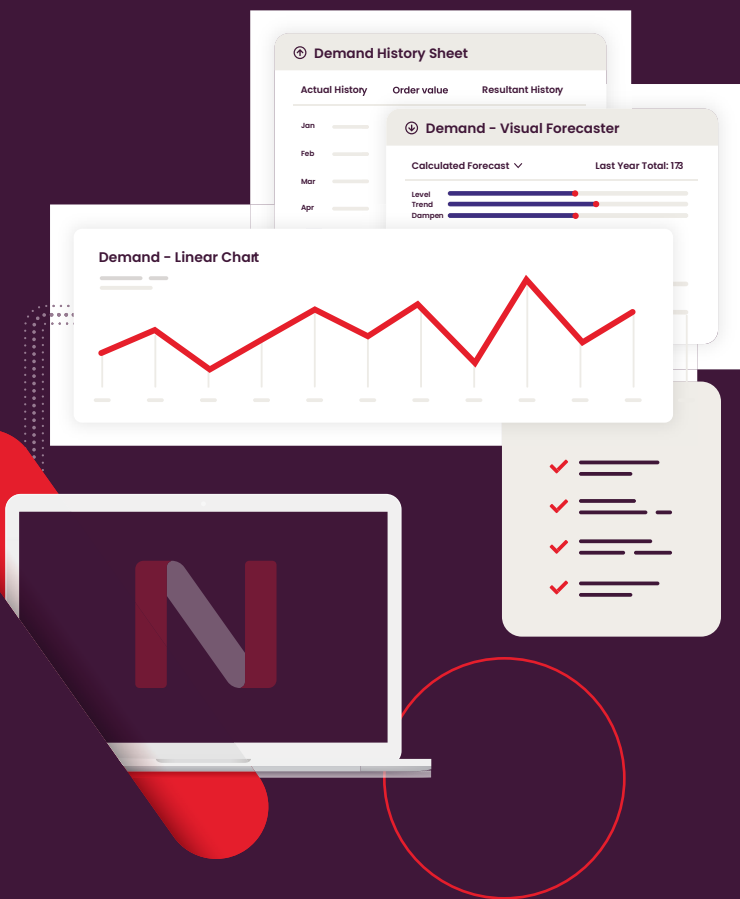 Demand History Sheet
Actual History Order value Resultant History
Jan
Feb
Mar
Apr
Demand - Visual Forecaster
Calculated Forecast Last Year Total: 173
Level
Trend
Dampen
Demand - Linear Chart
N